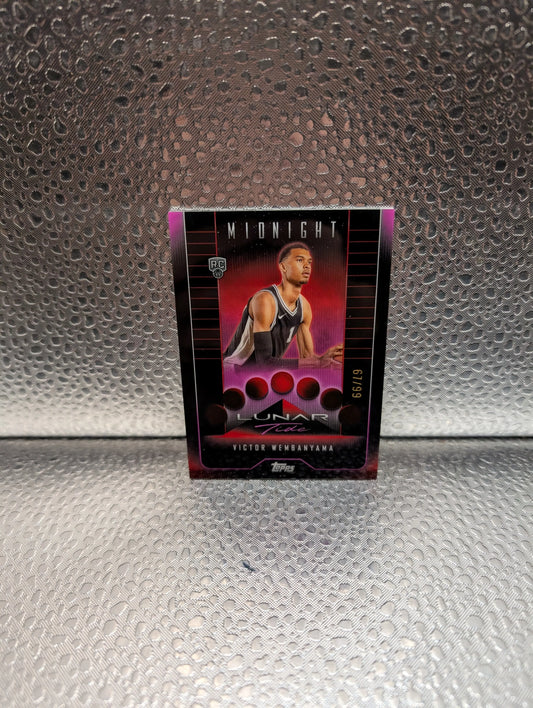 MIDNIGHT
RC
67/99
LUNAR
Tide
VICTOR WEMBANYAMA
Topps